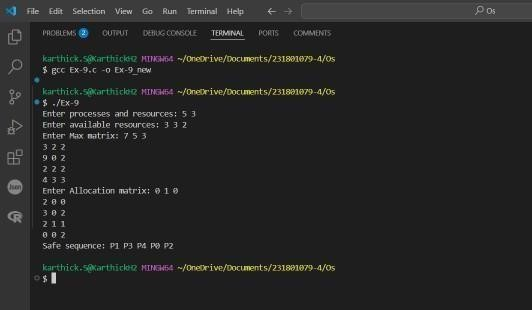 File Edit Selection View Go Run Terminal Help
Os
PROBLEMS 2 OUTPUT DEBUG CONSOLE TERMINAL PORTS COMMENTS
karthick.S@KarthickH2 MINGW64 ~/OneDrive/Documents/231801079-4/Os
$ gcc Ex-9.c -o Ex-9_new
karthick.S@KarthickH2 MINGW64 ~/OneDrive/Documents/231801079-4/Os
$ ./Ex-9
Enter processes and resources: 5 3
Enter available resources: 3 3 2
Enter Max matrix: 7 5 3
3 2 2
9 0 2
2 2 2
4 3 3
Enter Allocation matrix: 0 1 0
2 0 0
3 0 2
2 1 1
0 0 2
Safe sequence: P1 P3 P4 P0 P2
karthick.S@KarthickH2 MINGW64 ~/OneDrive/Documents/231801079-4/Os
$
Json
R